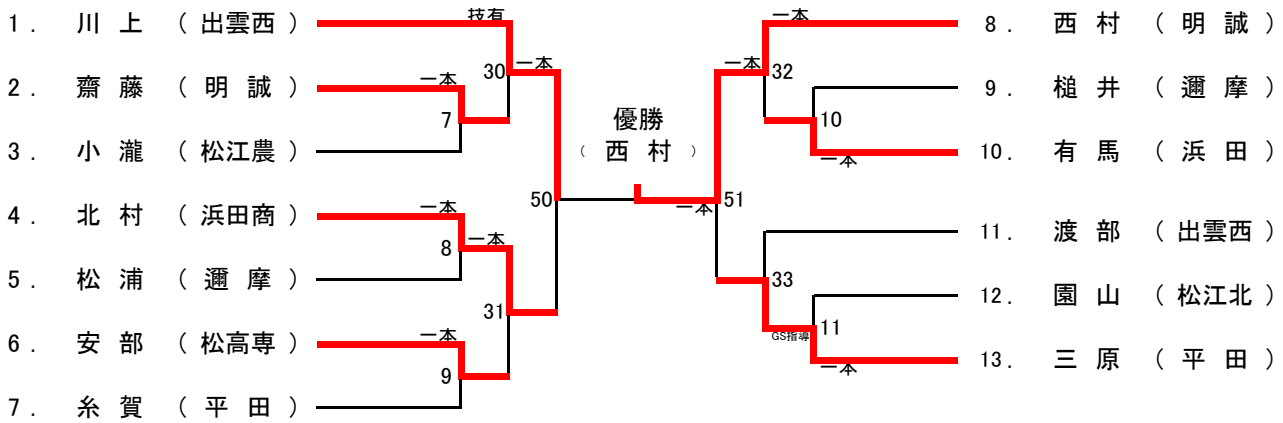 1. 川上 (出雲西)
2. 齋藤 (明誠)
3. 小瀧 (松江農)
4. 北村 (浜田商)
5. 松浦 (邇摩)
6. 安部 (松高専)
7. 糸賀 (平田)
技有
一本
30
一本
7
一本
一本
8
31
一本
9
50
優勝
(西村)
一本
51
一本
一本
32
10
一本
33
GS指導
11
一本
8. 西村 (明誠)
9. 槌井 (邇摩)
10. 有馬 (浜田)
11. 渡部 (出雲西)
12. 園山 (松江北)
13. 三原 (平田)